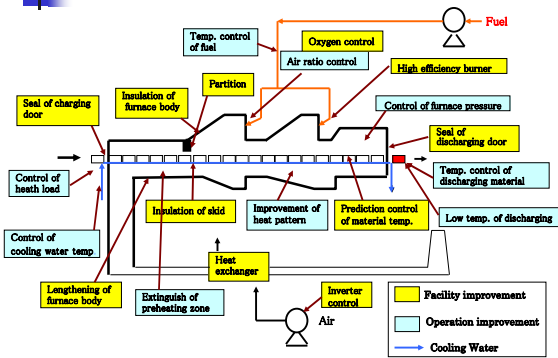 Fuel
Temp. control
of fuel
Oxygen control
Air ratio control
High efficiency burner
Partition
Insulation of
furnace body
Seal of charging
door
Control of furnace pressure
Seal of
discharging door
Temp. control of
discharging material
Control of
heath load
Insulation of skid
Improvement of
heat pattern
Prediction control
of material temp.
Low temp. of discharging
Control of
cooling water temp
Heat
exchanger
Lengthening of
furnace body
Extinguish of
preheating zone
Inverter
control
Air
Facility improvement
Operation improvement
Cooling Water